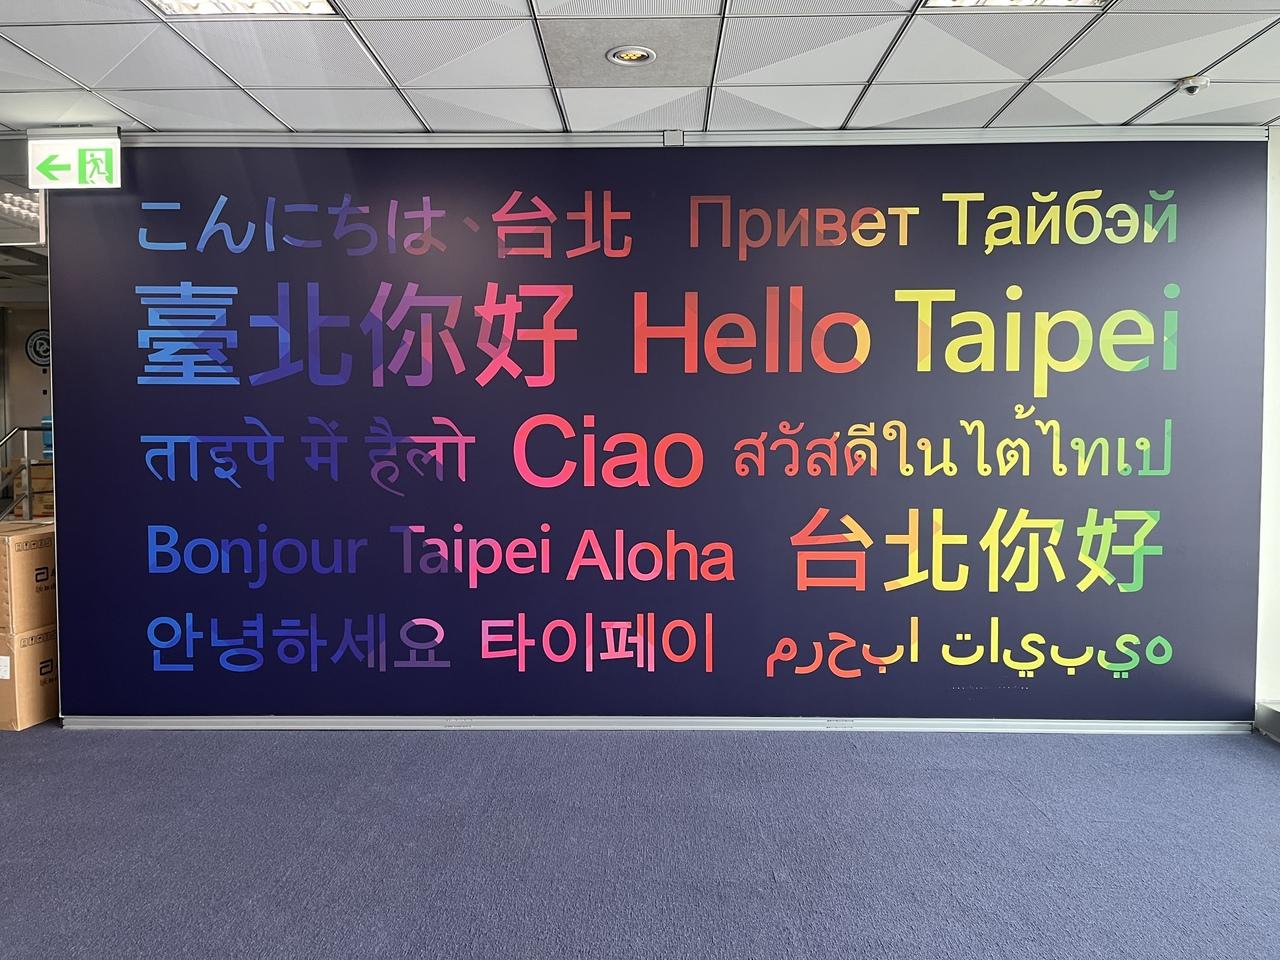 こんにちは、台北 Привет Тайбэй
臺北你好 Hello Taipei
ताइपे में हैलो Ciao สวัสดีในไต้ไทเป
Bonjour Taipei Aloha 台北你好
안녕하세요 타이페이 هيبيات ابحرم